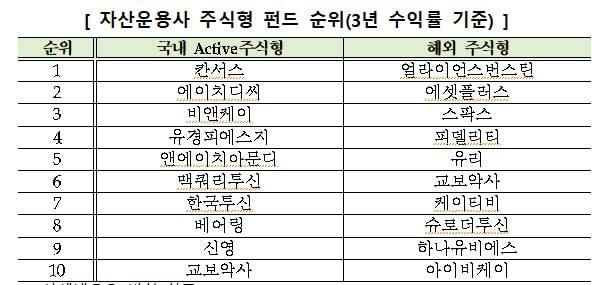 [ 자산운용사 주식형 펀드 순위(3년 수익률 기준) ]
순위 국내 Active주식형 해외 주식형
1 칸서스 얼라이언스번스틴
2 에이치디씨 에셋플러스
3 비앤케이 스팍스
4 유경피에스지 피델리티
5 앤에이치아문디 유리
6 맥쿼리투신 교보악사
7 한국투신 케이티비
8 베어링 슈로더투신
9 신영 하나유비에스
10 교보악사 아이비케이